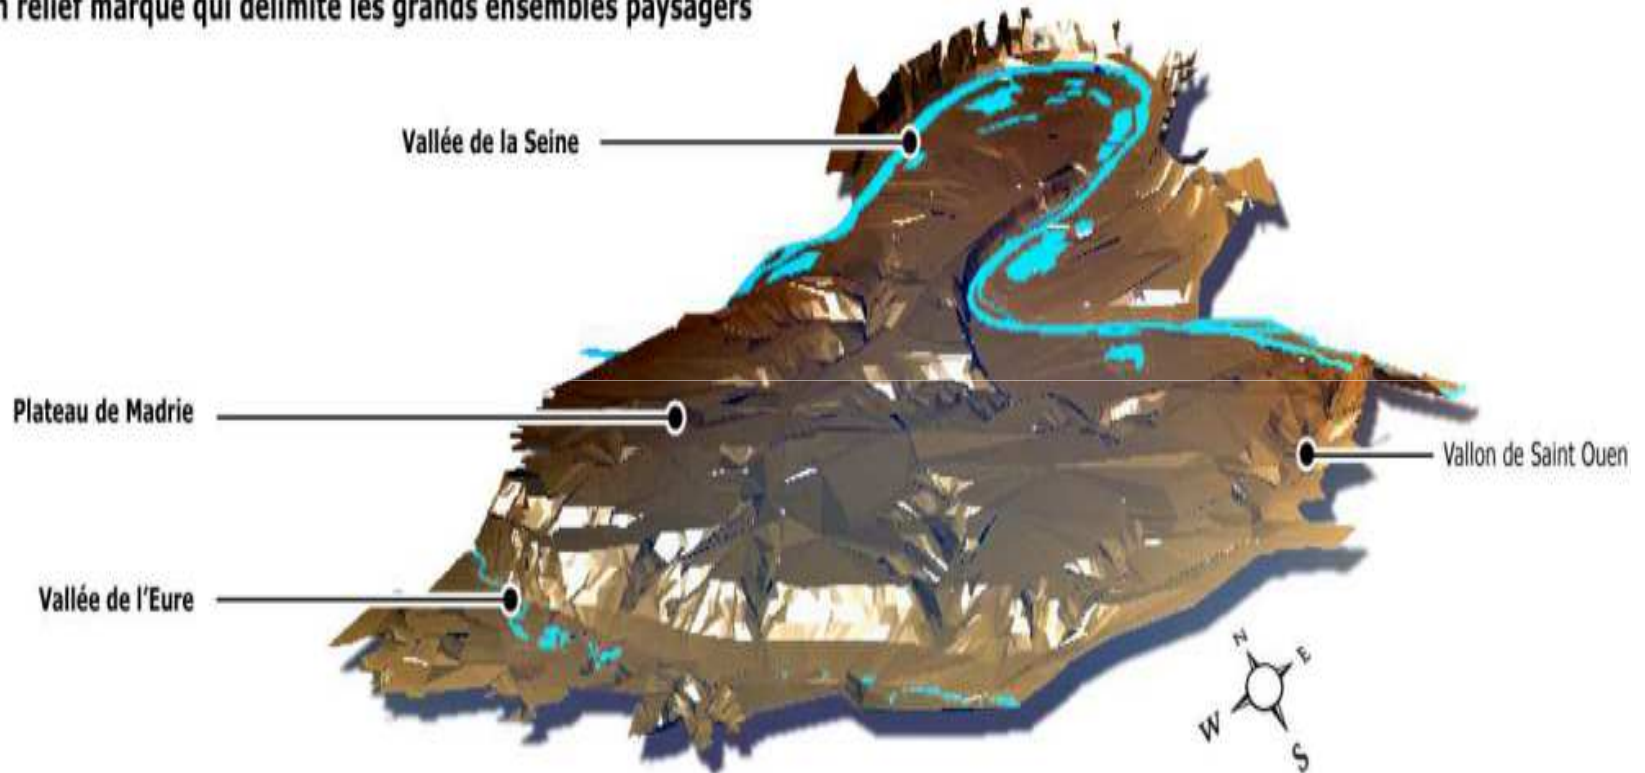 relief marqué qui délimite les grands ensembles paysagers
Vallée de la Seine
Plateau de Madrie
Vallon de Saint Ouen
Vallée de l'Eure
N
E
W
S